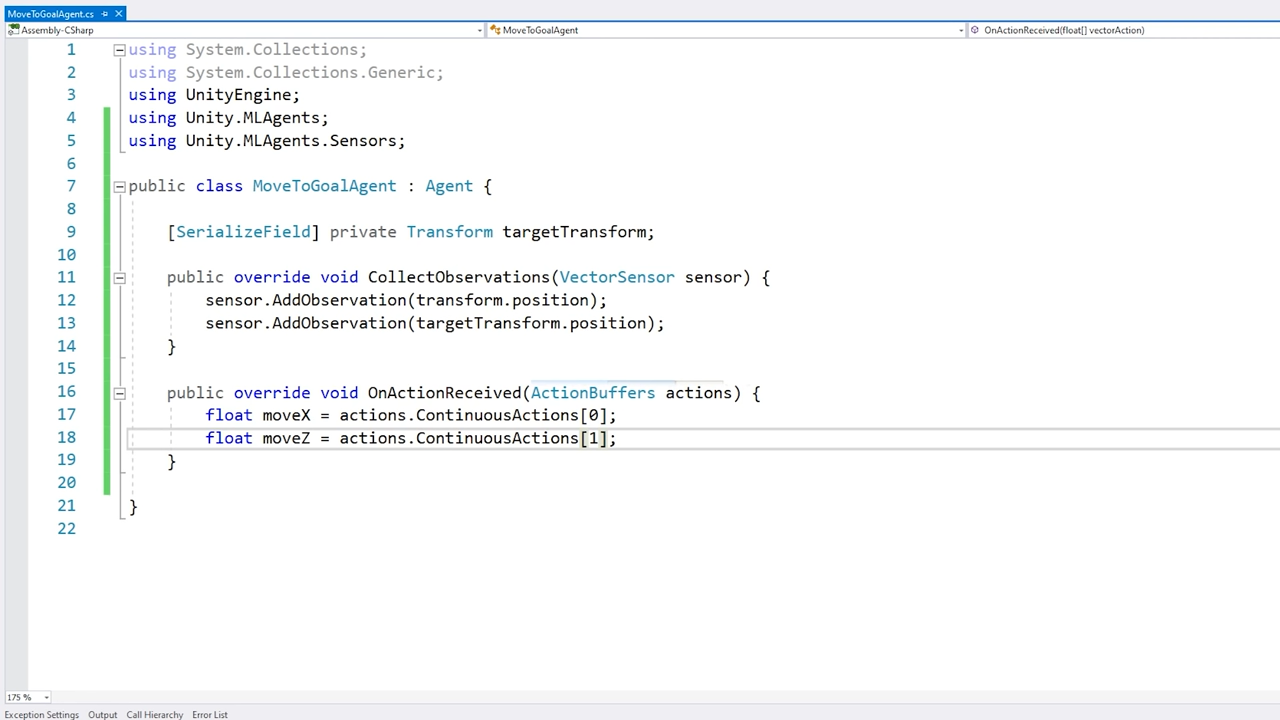 MoveToGoalAgent.cs
Assembly-CSharp MoveToGoalAgent OnActionReceived(float[] vectorAction)
1 using System.Collections;
2 using System.Collections.Generic;
3 using UnityEngine;
4 using Unity.MLAgents;
5 using Unity.MLAgents.Sensors;
6
7 public class MoveToGoalAgent : Agent {
8
9 [SerializeField] private Transform targetTransform;
10
11 public override void CollectObservations(VectorSensor sensor) {
12 sensor.AddObservation(transform.position);
13 sensor.AddObservation(targetTransform.position);
14 }
15
16 public override void OnActionReceived(ActionBuffers actions) {
17 float moveX = actions.ContinuousActions[0];
18 float moveZ = actions.ContinuousActions[1];
19 }
20
21 }
22
175 %
Exception Settings Output Call Hierarchy Error List